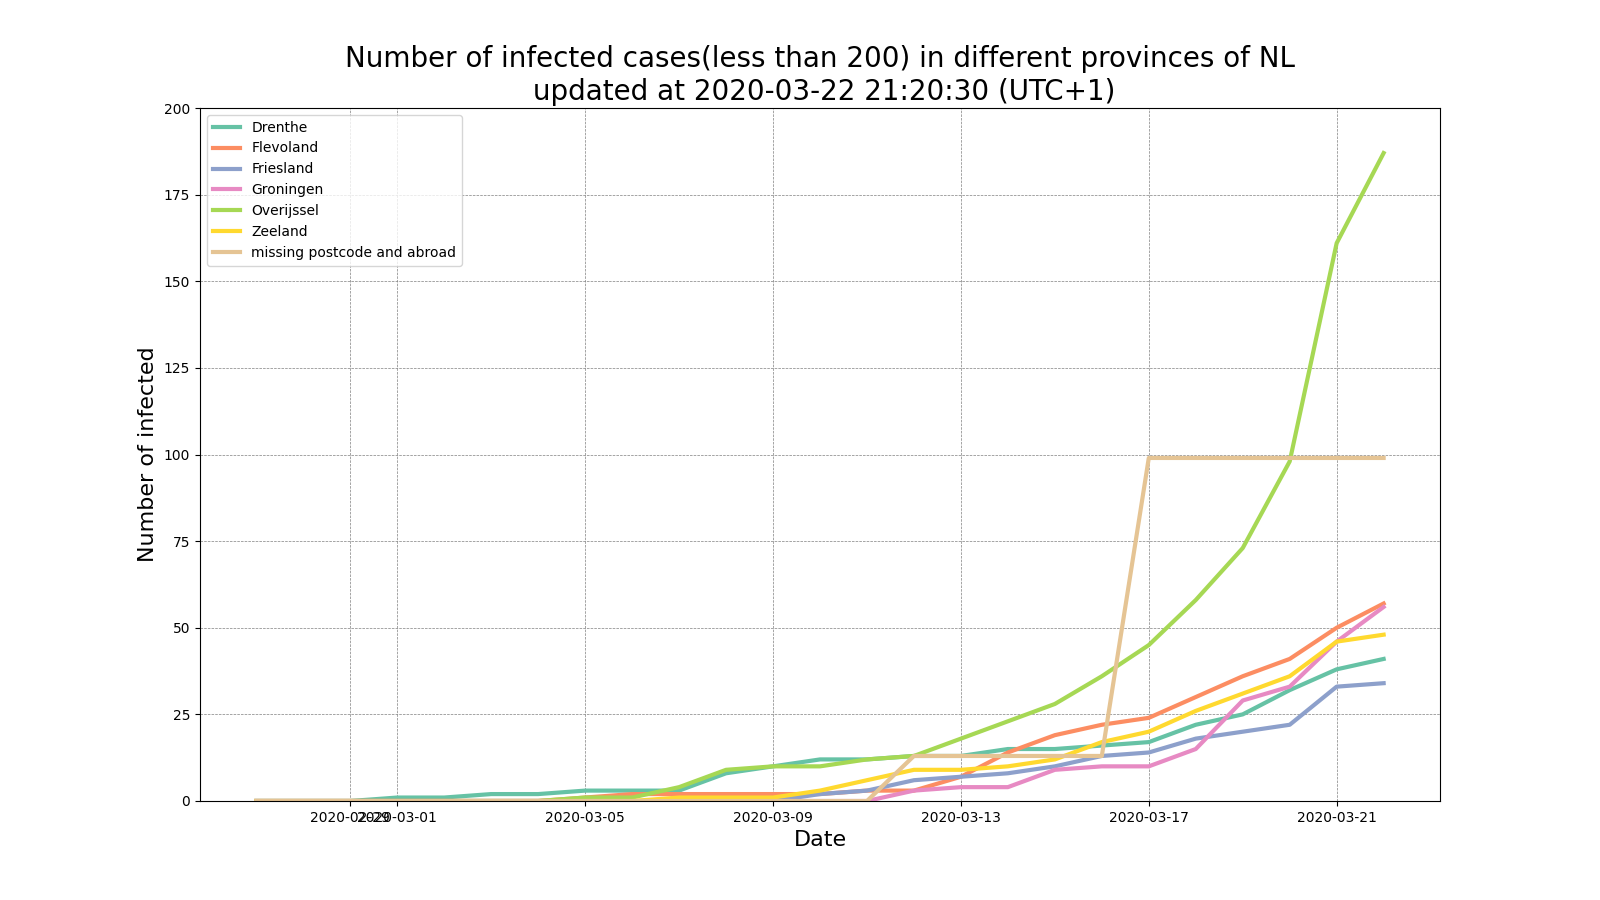 Number of infected cases(less than 200) in different provinces of NL
updated at 2020-03-22 21:20:30 (UTC+1)
200
175
150
125
100
75
50
25
0
Number of infected
Drenthe
Flevoland
Friesland
Groningen
Overijssel
Zeeland
missing postcode and abroad
2020-02-29
2020-03-01
2020-03-05
2020-03-09
2020-03-13
2020-03-17
2020-03-21
Date